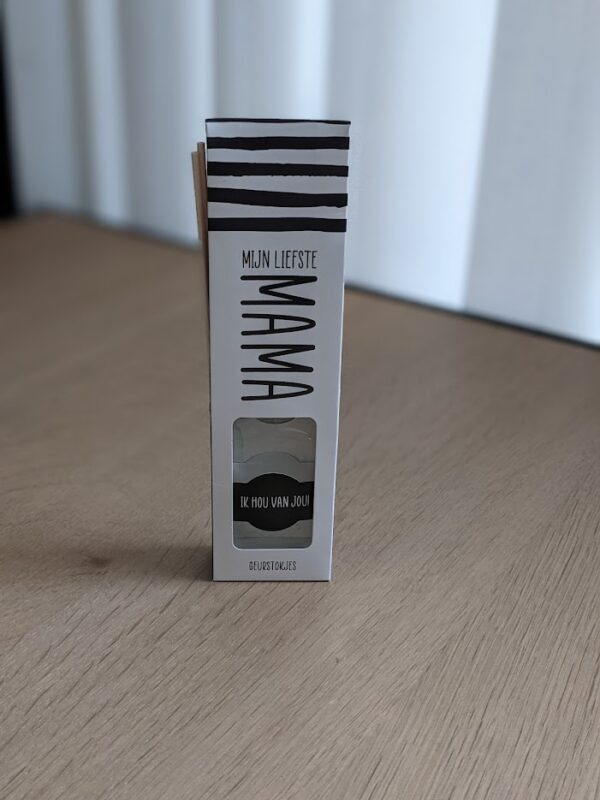 MIJN LIEFSTE
MAMA
IK HOU VAN JOU!
GEURSTOKJES